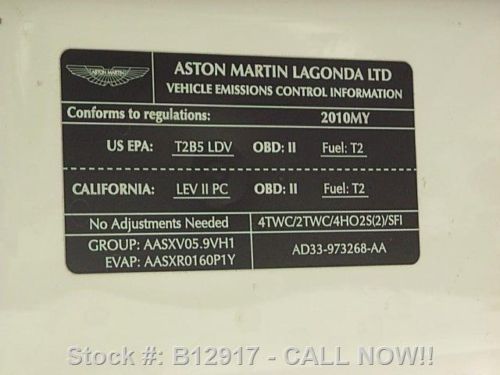 ASTON MARTIN
ASTON MARTIN LAGONDA LTD
VEHICLE EMISSIONS CONTROL INFORMATION
Conforms to regulations: 2010MY
US EPA: T2B5 LDV OBD: II Fuel: T2
CALIFORNIA: LEV II PC OBD: II Fuel: T2
No Adjustments Needed 4TWC/2TWC/4HO2S(2)/SFI
GROUP: AASXV05.9VH1
EVAP: AASXR0160P1Y
AD33-973268-AA
Stock #: B12917 - CALL NOW!!